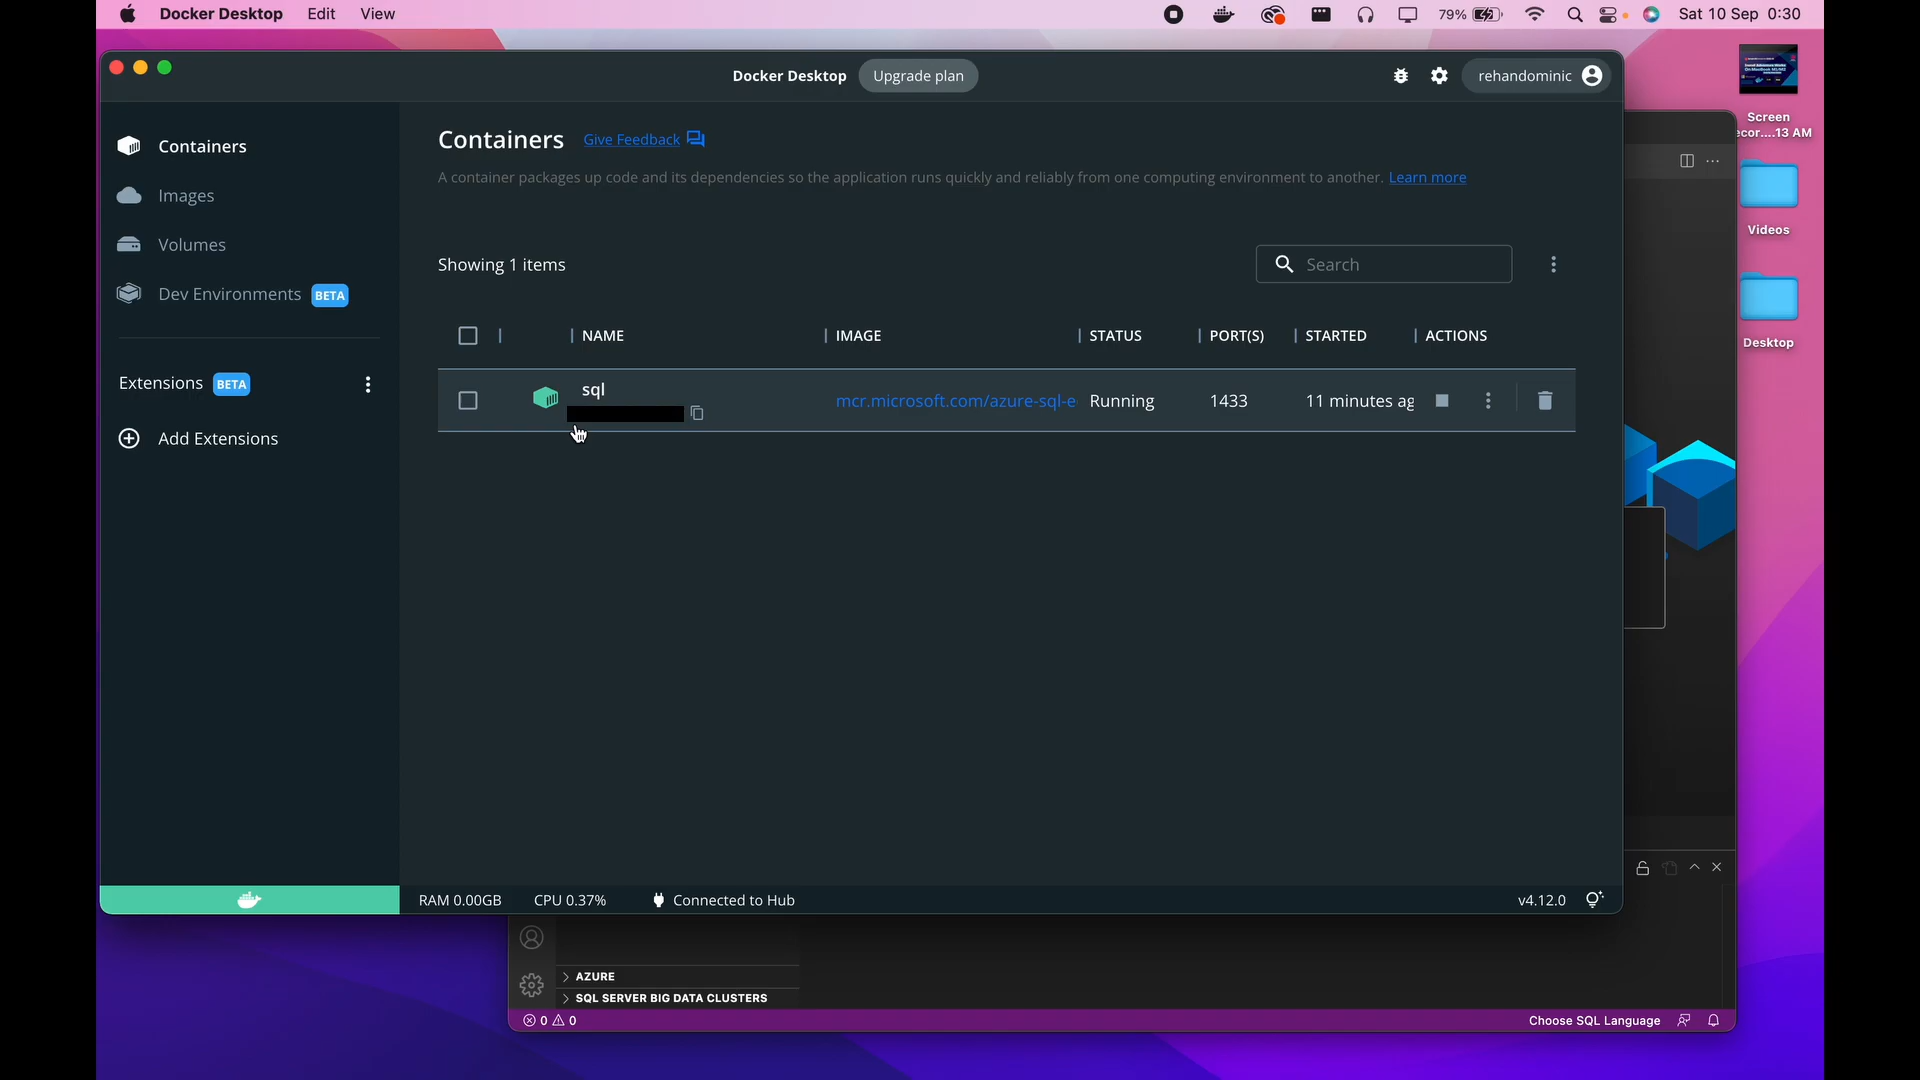 Docker Desktop Edit View 79% Sat 10 Sep 0:30
Docker Desktop Upgrade plan rehandominic
Containers
Images
Volumes
Dev Environments BETA
Extensions BETA
Add Extensions
Containers Give Feedback
A container packages up code and its dependencies so the application runs quickly and reliably from one computing environment to another. Learn more
Showing 1 items
Search
NAME IMAGE STATUS PORT(S) STARTED ACTIONS
sql
mcr.microsoft.com/azure-sql-e Running 1433 11 minutes ag
RAM 0.00GB CPU 0.37% Connected to Hub v4.12.0
Screen
ecor....13 AM
Videos
Desktop
AZURE
SQL SERVER BIG DATA CLUSTERS
0 0 Choose SQL Language